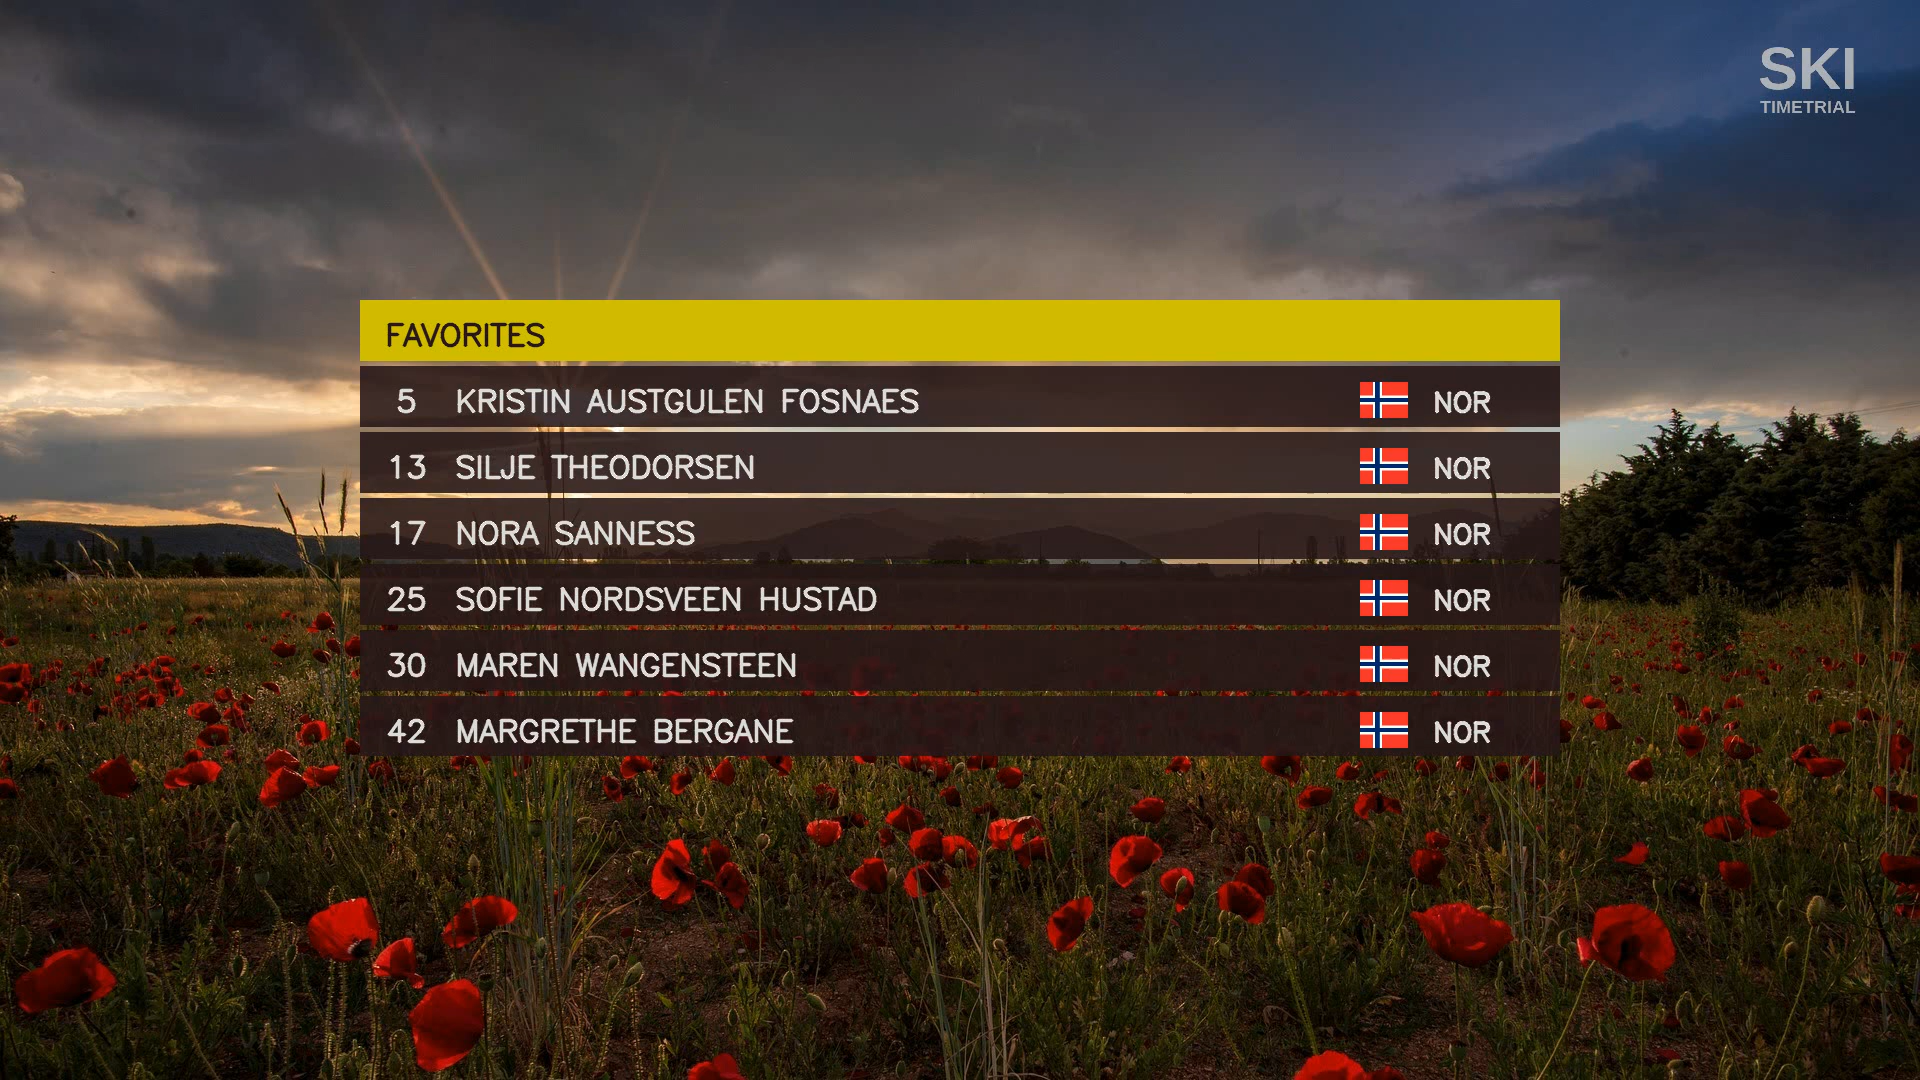 SKI
TIMETRIAL
FAVORITES
5 KRISTIN AUSTGULEN FOSNAES NOR
13 SILJE THEODORSEN NOR
17 NORA SANNESS NOR
25 SOFIE NORDSVEEN HUSTAD NOR
30 MAREN WANGENSTEEN NOR
42 MARGRETHE BERGANE NOR